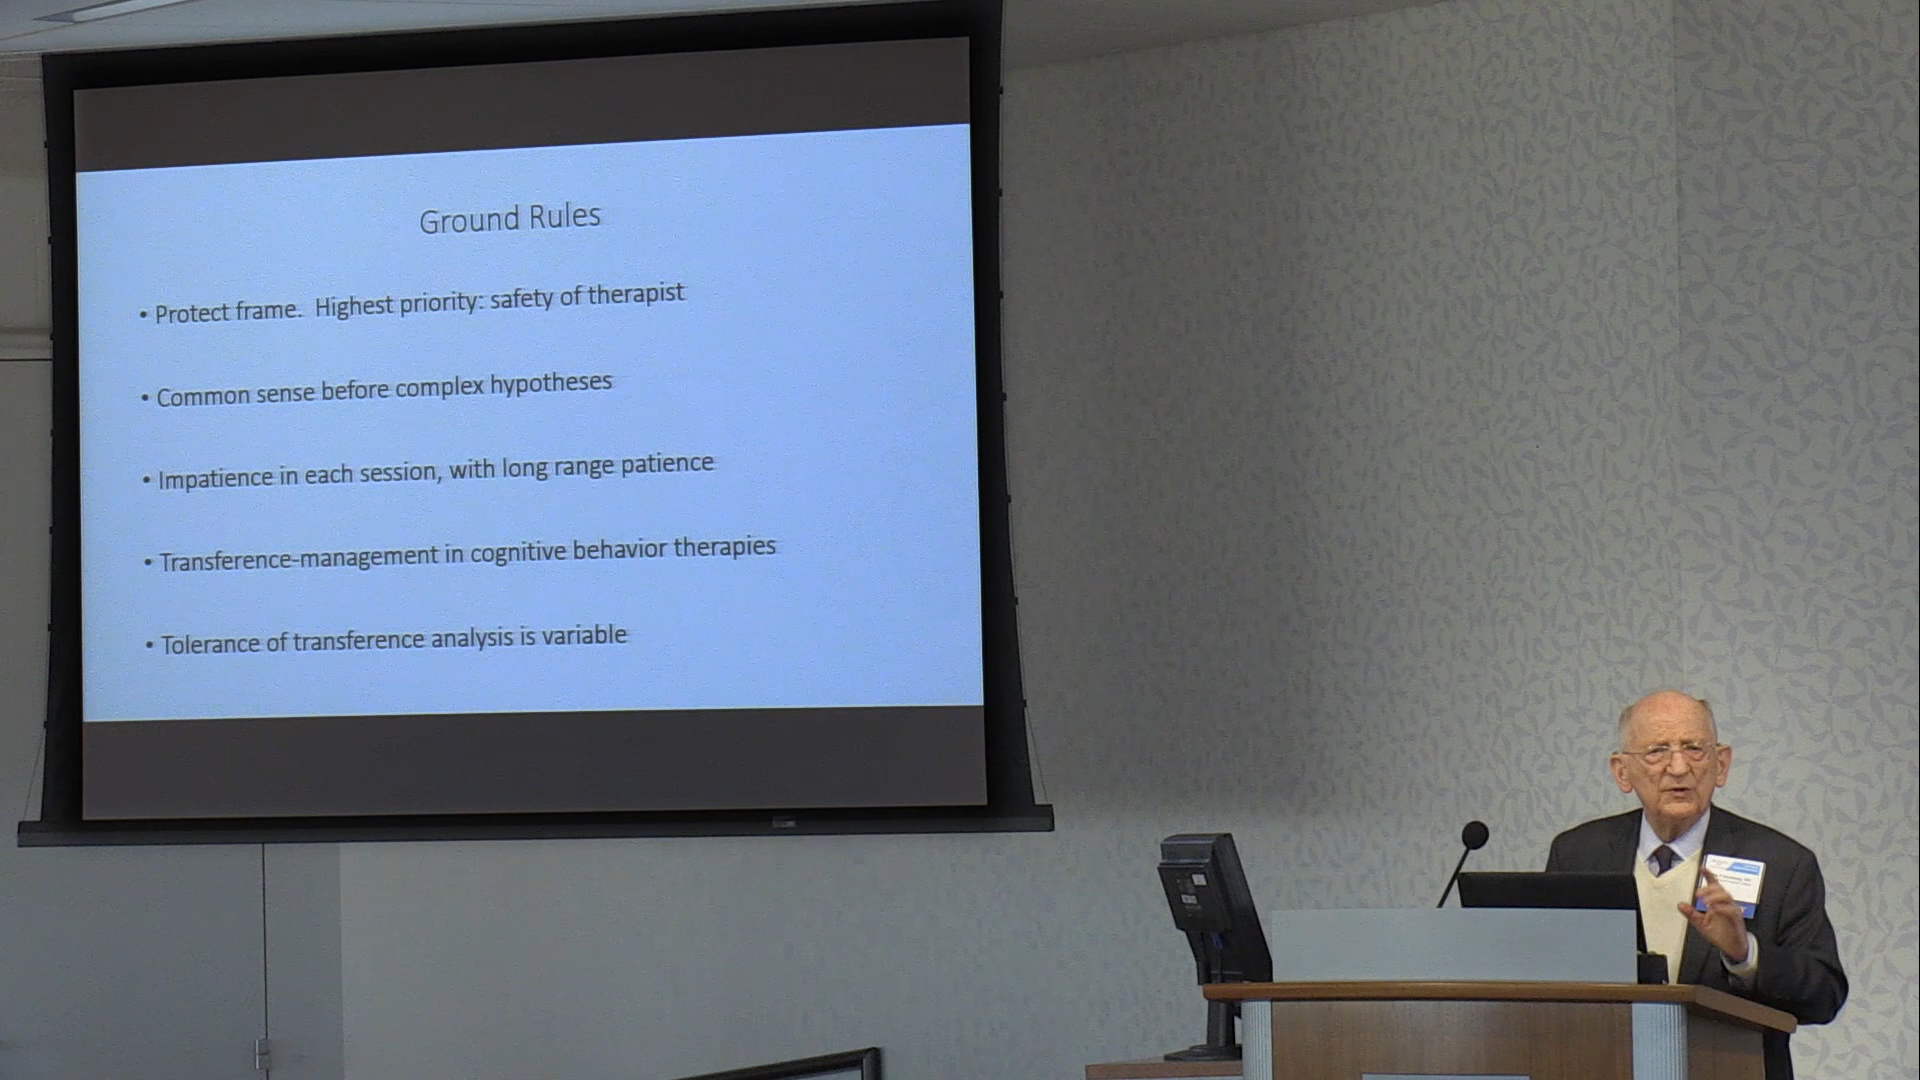 Ground Rules
• Protect frame.  Highest priority: safety of therapist
• Common sense before complex hypotheses
• Impatience in each session, with long range patience
• Transference-management in cognitive behavior therapies
• Tolerance of transference analysis is variable